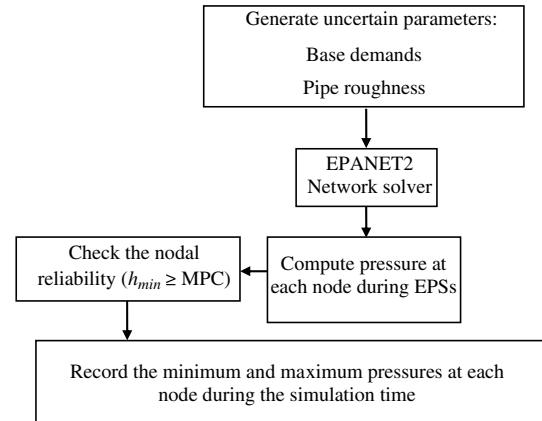 Generate uncertain parameters:
Base demands
Pipe roughness
EPANET2
Network solver
Check the nodal
reliability (h_min ≥ MPC)
Compute pressure at
each node during EPSs
Record the minimum and maximum pressures at each
node during the simulation time